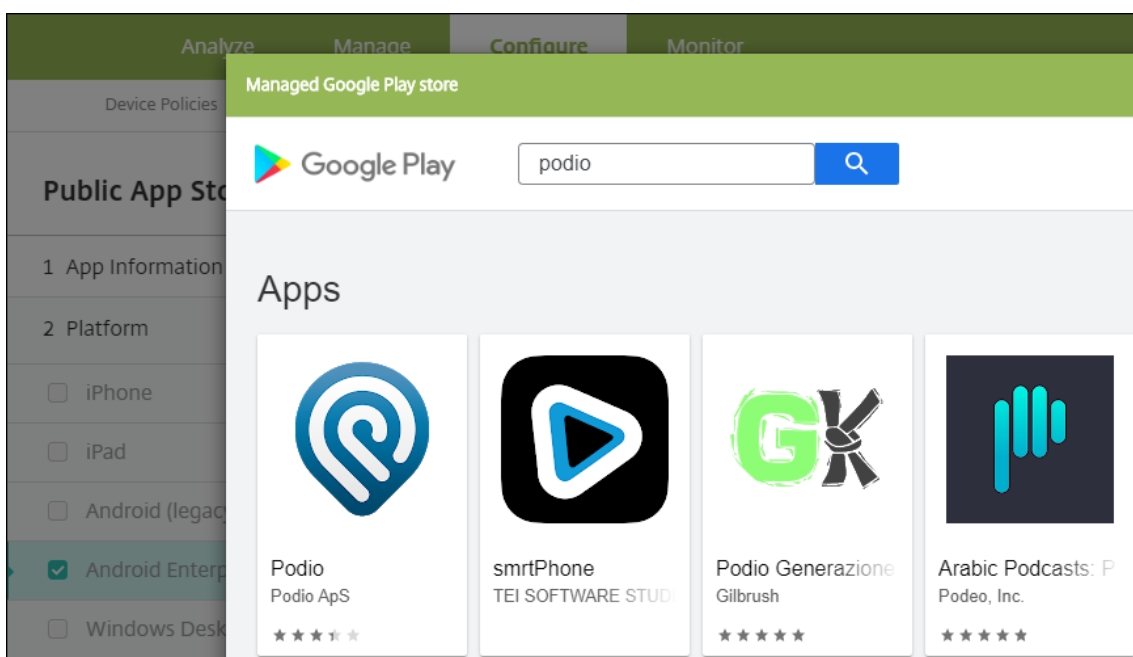 Analyze Manage Configure Monitor
Managed Google Play store
Device Policies
Google Play
podio
Public App Sto
1 App Information
Apps
2 Platform
iPhone
iPad
Android (legac
Android Enterp
Windows Desk
GK
Podio
Podio ApS
smrtPhone
TEI SOFTWARE STUD
Podio Generazione
Gilbrush
Arabic Podcasts: P
Podeo, Inc.